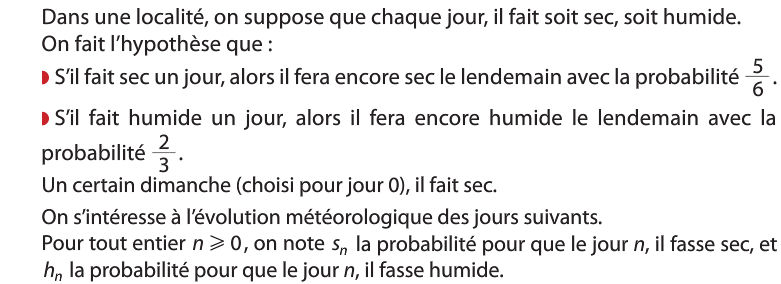 Dans une localité, on suppose que chaque jour, il fait soit sec, soit humide.
On fait l'hypothèse que :
◗ S'il fait sec un jour, alors il fera encore sec le lendemain avec la probabilité 5/6.
◗ S'il fait humide un jour, alors il fera encore humide le lendemain avec la
probabilité 2/3.
Un certain dimanche (choisi pour jour 0), il fait sec.
On s'intéresse à l'évolution météorologique des jours suivants.
Pour tout entier n ⩾ 0, on note sₙ la probabilité pour que le jour n, il fasse sec, et
hₙ la probabilité pour que le jour n, il fasse humide.